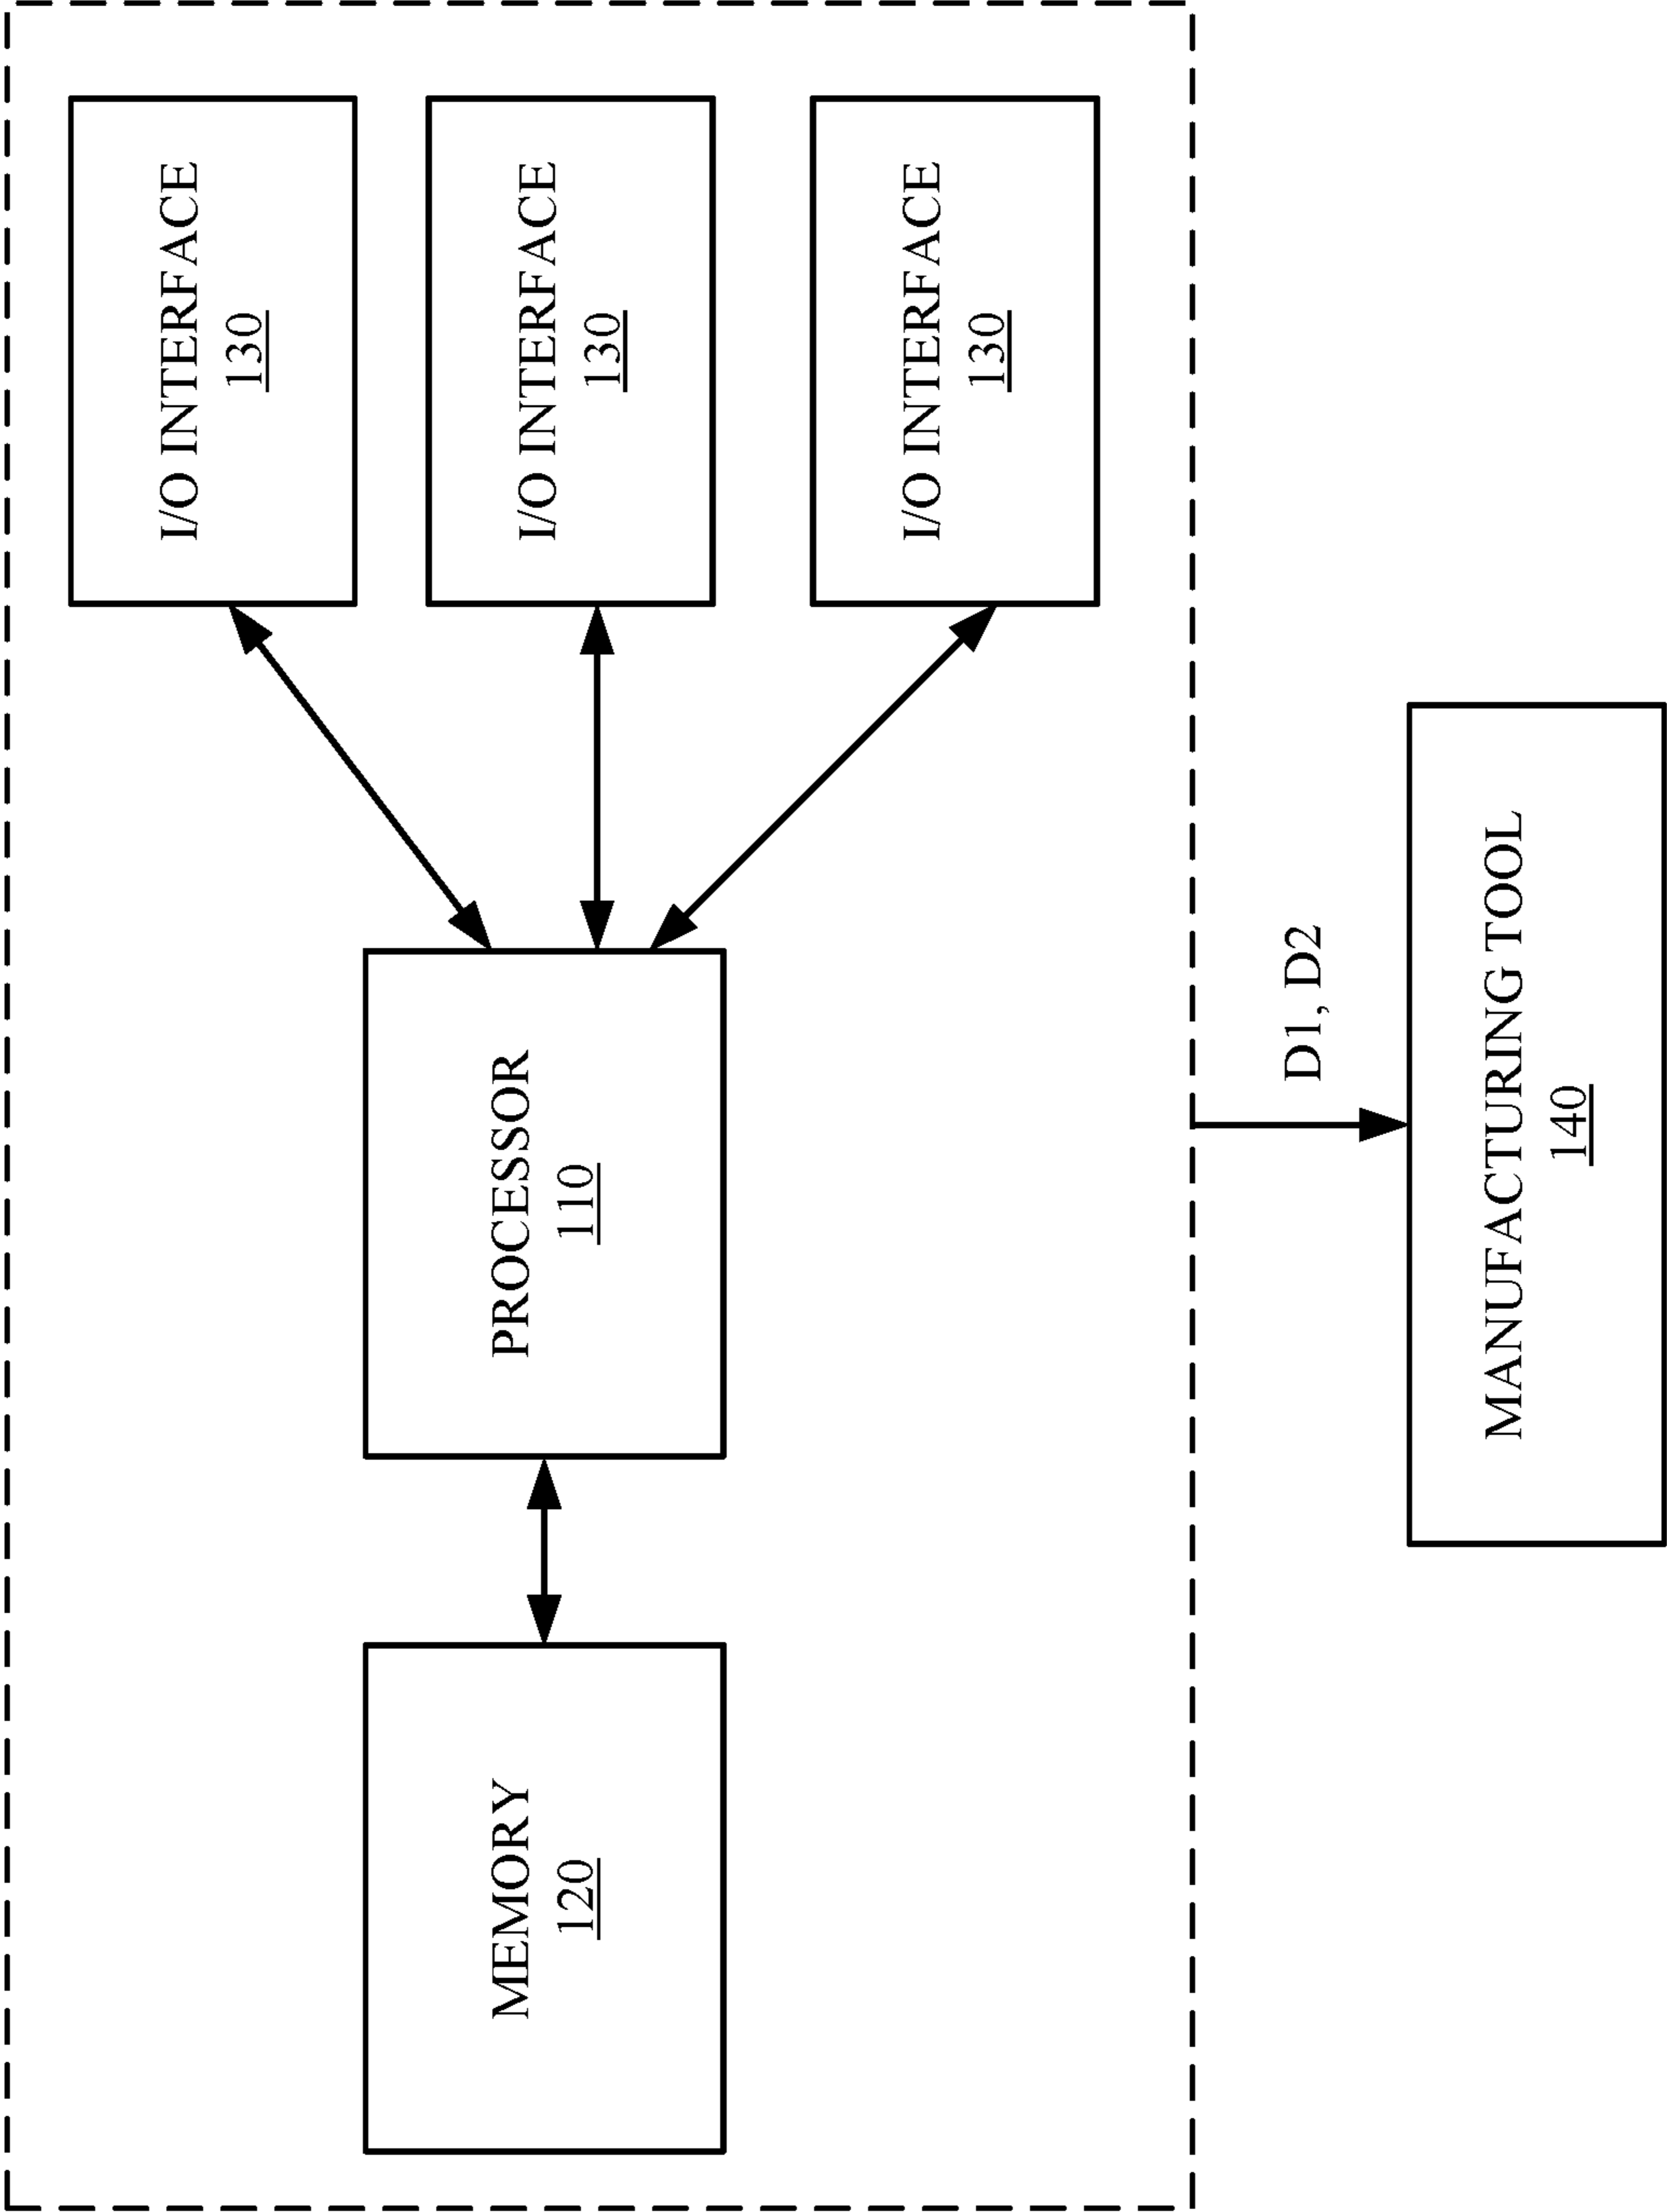 MEMORY
120
PROCESSOR
110
I/O INTERFACE
130
I/O INTERFACE
130
I/O INTERFACE
130
D1, D2
MANUFACTURING TOOL
140